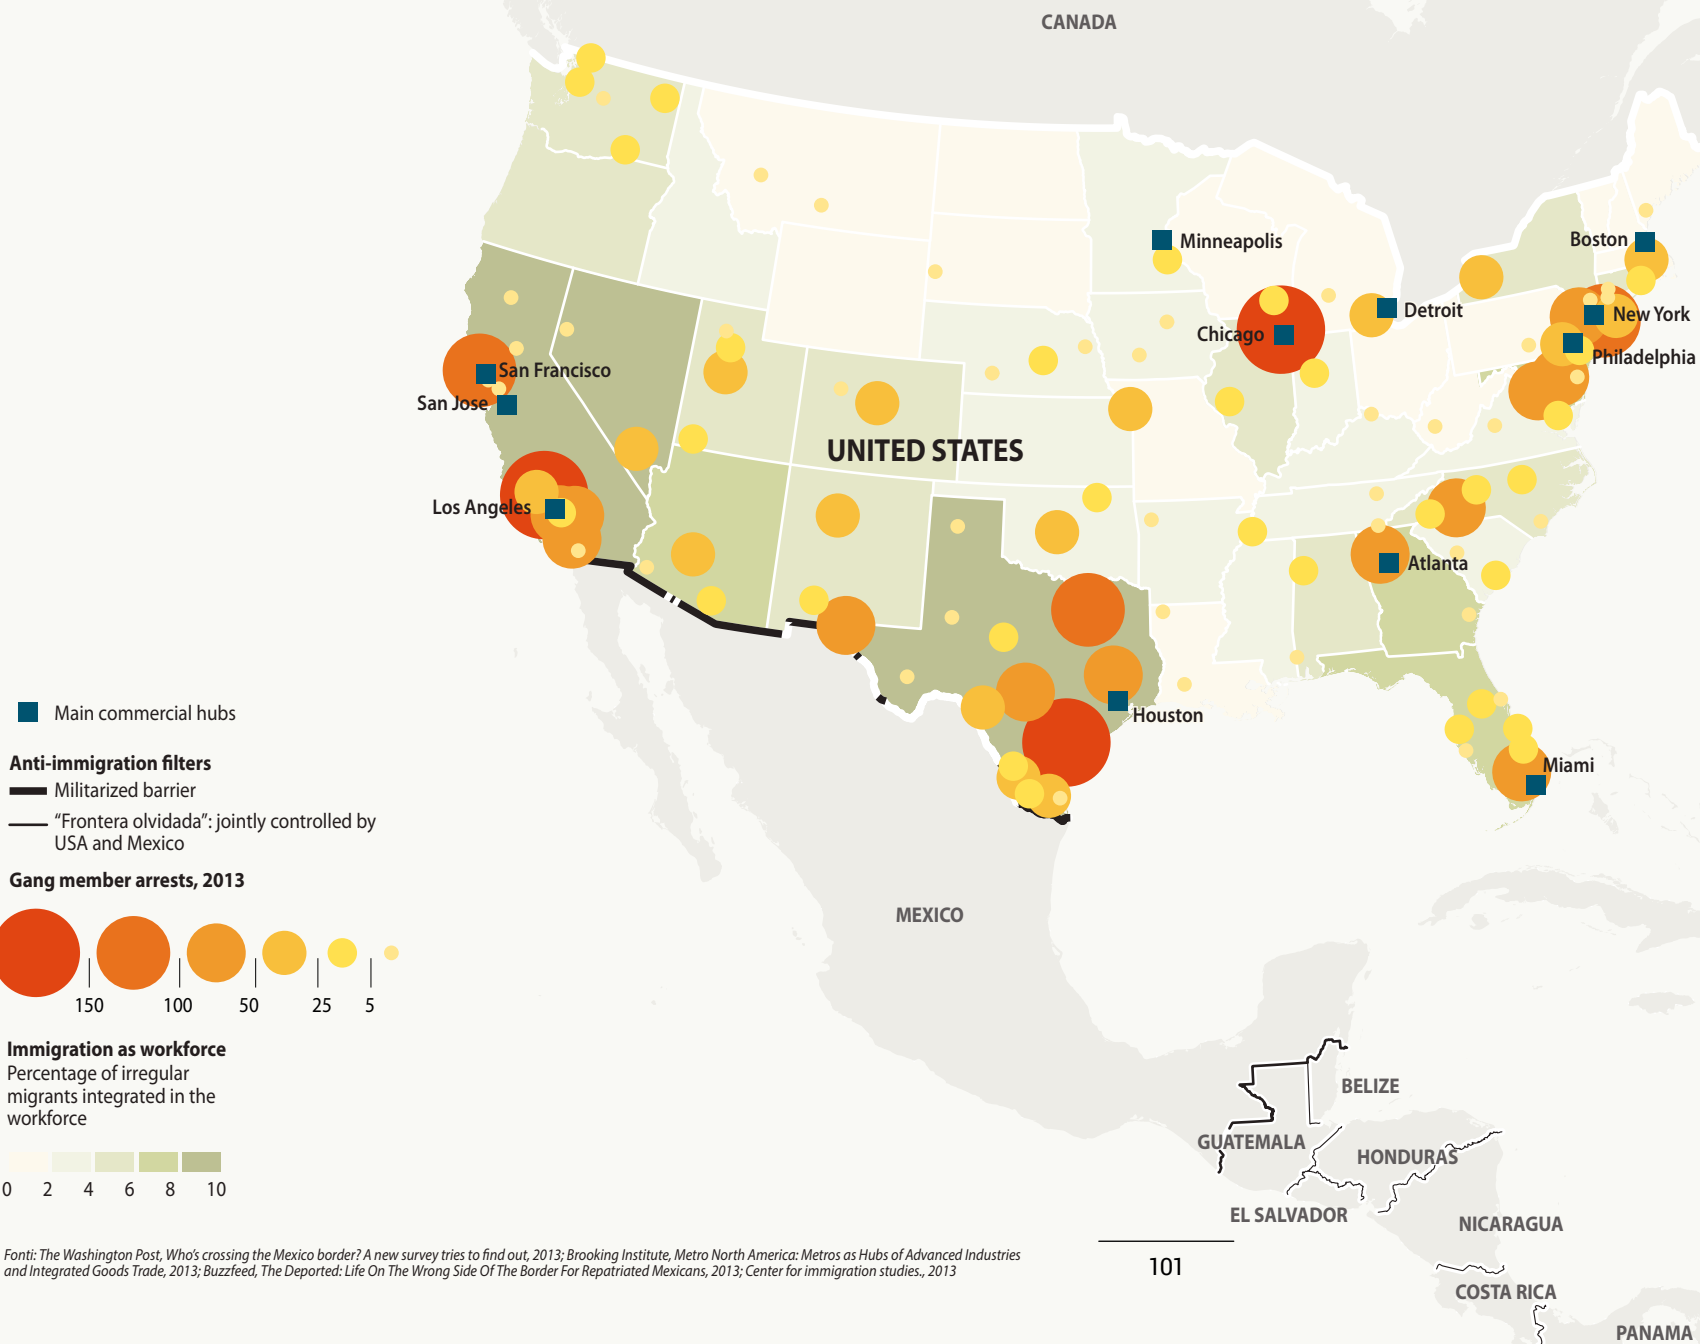 CANADA
Minneapolis
Boston
Detroit
New York
Chicago
Philadelphia
San Francisco
San Jose
UNITED STATES
Los Angeles
Atlanta
Houston
Miami
Main commercial hubs
Anti-immigration filters
Militarized barrier
“Frontera olvidada”: jointly controlled by
USA and Mexico
Gang member arrests, 2013
150 100 50 25 5
MEXICO
Immigration as workforce
Percentage of irregular
migrants integrated in the
workforce
0 2 4 6 8 10
BELIZE
GUATEMALA
HONDURAS
EL SALVADOR
NICARAGUA
COSTA RICA
PANAMA
Fonti: The Washington Post, Who’s crossing the Mexico border? A new survey tries to find out, 2013; Brooking Institute, Metro North America: Metros as Hubs of Advanced Industries
and Integrated Goods Trade, 2013; Buzzfeed, The Deported: Life On The Wrong Side Of The Border For Repatriated Mexicans, 2013; Center for immigration studies., 2013
101